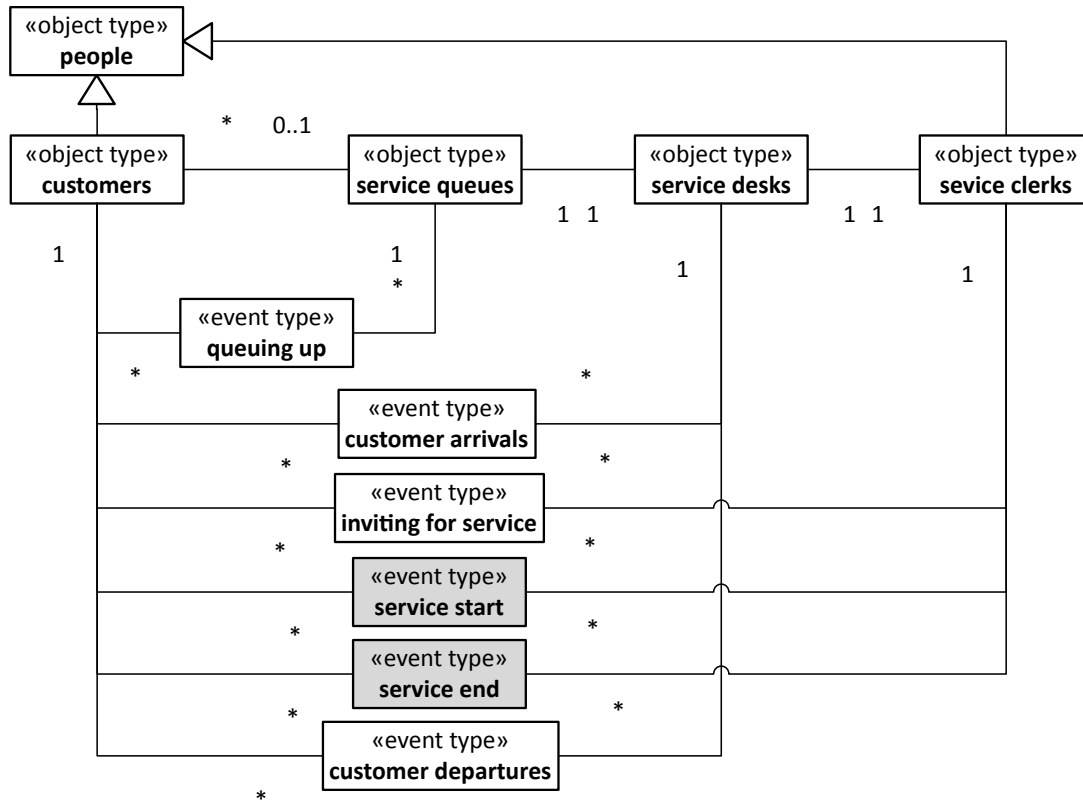 «object type»
people
* 0..1
«object type»
customers
«object type»
service queues
«object type»
service desks
«object type»
sevice clerks
1 1
1 1
1
1
1
1
*
«event type»
queuing up
*
*
«event type»
customer arrivals
*
*
«event type»
inviting for service
*
*
«event type»
service start
*
*
«event type»
service end
*
*
«event type»
customer departures
*